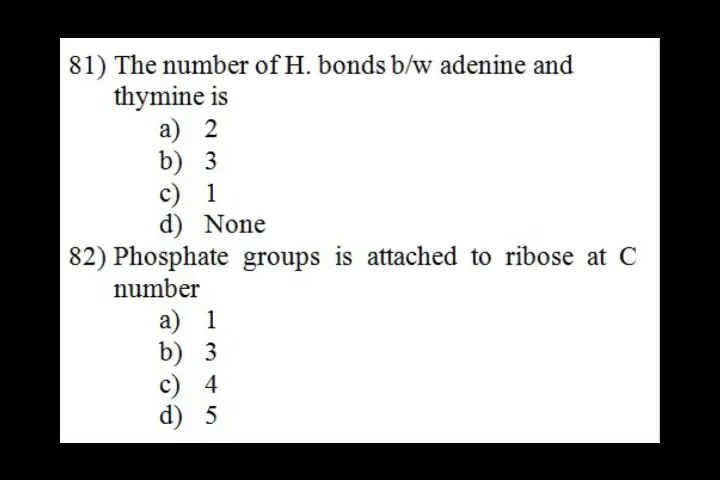 81) The number of H. bonds b/w adenine and
thymine is
a) 2
b) 3
c) 1
d) None
82) Phosphate groups is attached to ribose at C
number
a) 1
b) 3
c) 4
d) 5